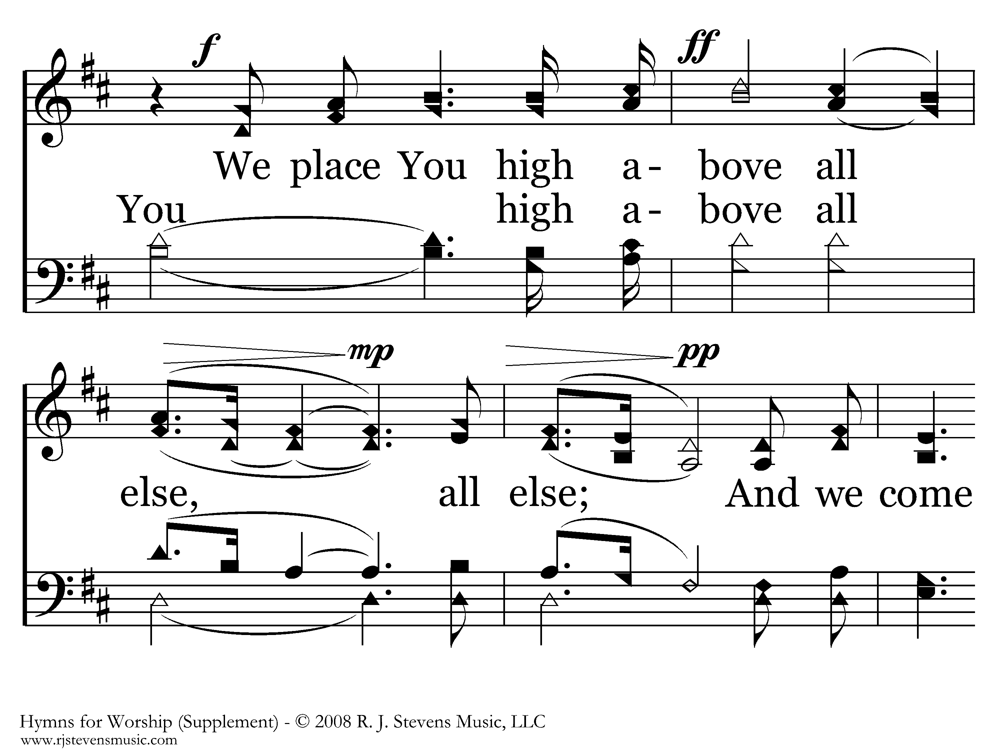 f ff
We place You high a - bove all
You high a - bove all
mp pp
else, all else; And we come
Hymns for Worship (Supplement) - © 2008 R. J. Stevens Music, LLC
www.rjstevensmusic.com